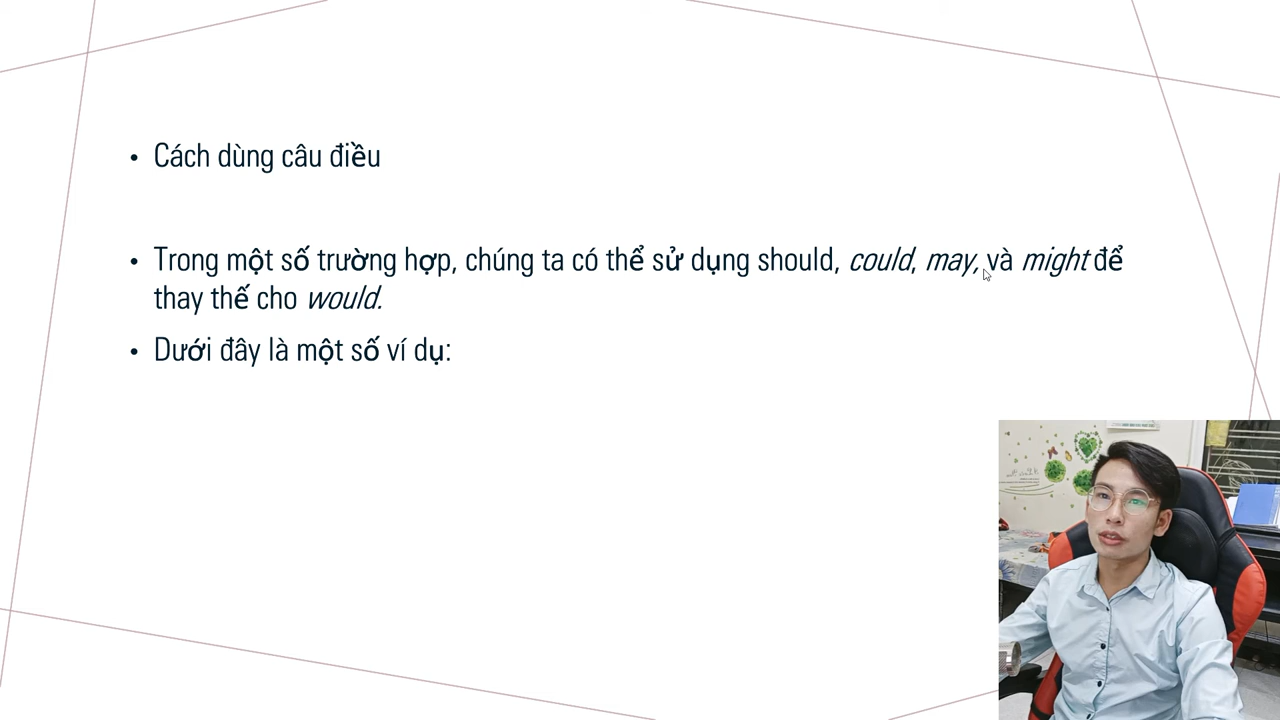 • Cách dùng câu điều
• Trong một số trường hợp, chúng ta có thể sử dụng should, could, may, và might để
thay thế cho would.
• Dưới đây là một số ví dụ: